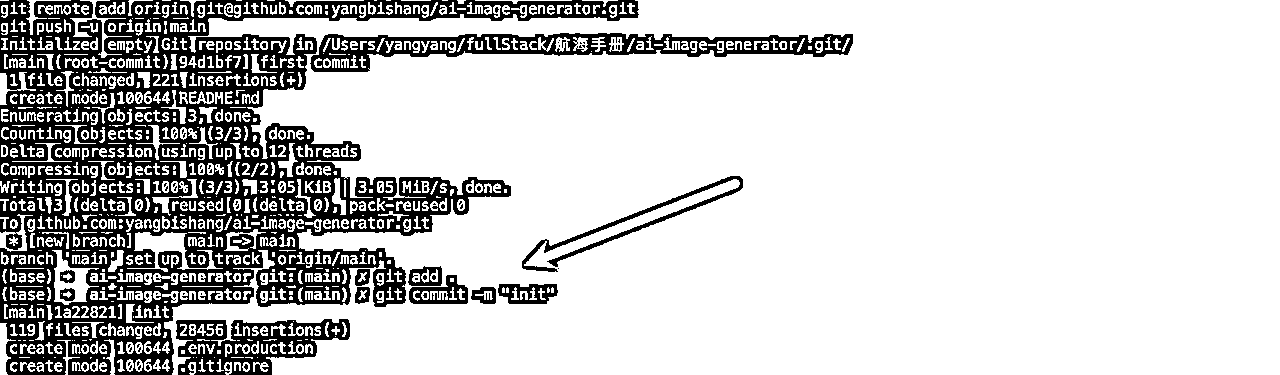 git remote add origin git@github.com:yangbishang/ai-image-generator.git
git push -u origin main
Initialized empty Git repository in /Users/yangyang/fullStack/航海手册/ai-image-generator/.git/
[main (root-commit) 94d1bf7] first commit
 1 file changed, 221 insertions(+)
 create mode 100644 README.md
Enumerating objects: 3, done.
Counting objects: 100% (3/3), done.
Delta compression using up to 12 threads
Compressing objects: 100% (2/2), done.
Writing objects: 100% (3/3), 3.05 KiB | 3.05 MiB/s, done.
Total 3 (delta 0), reused 0 (delta 0), pack-reused 0
To github.com:yangbishang/ai-image-generator.git
 * [new branch]      main -> main
branch 'main' set up to track 'origin/main'.
(base) ➜  ai-image-generator git:(main) ✗ git add .
(base) ➜  ai-image-generator git:(main) ✗ git commit -m "init"
[main 1a22821] init
 119 files changed, 28456 insertions(+)
 create mode 100644 .env.production
 create mode 100644 .gitignore